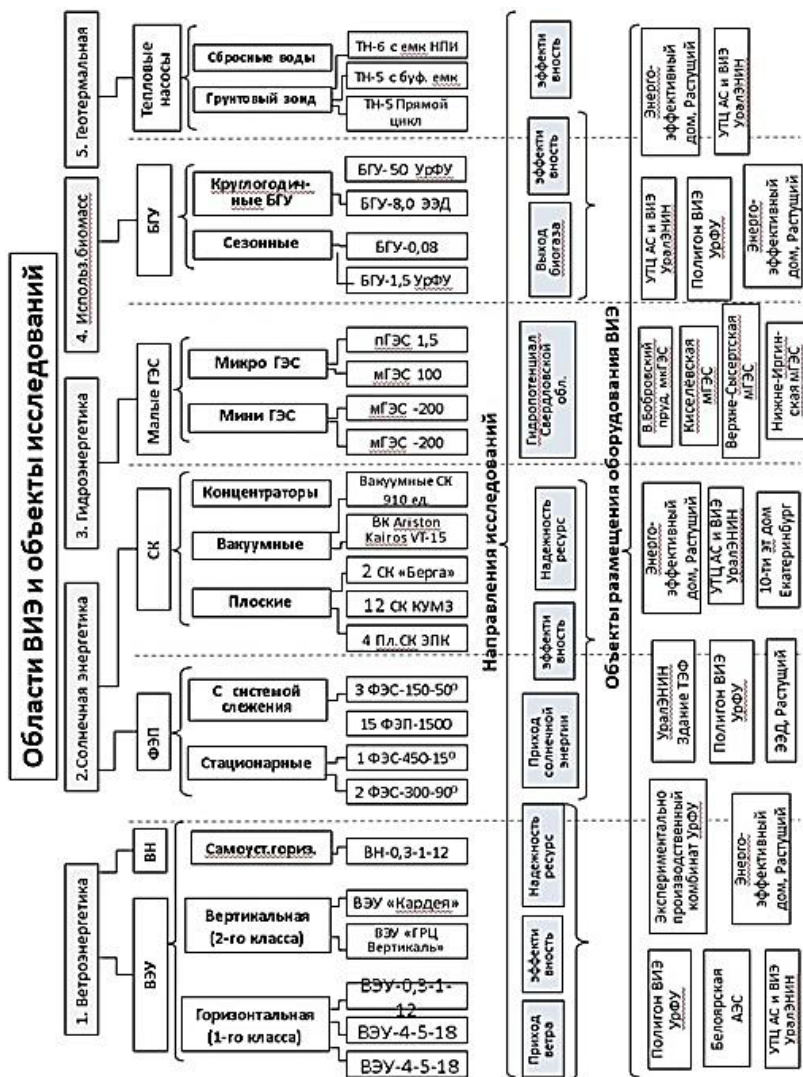 Области ВИЭ и объекты исследований
1. Ветроэнергетика
2.Солнечная энергетика
3. Гидроэнергетика
4. Использ.биомасс
5. Геотермальная
ВЭУ
ВН
ФЭП
СК
Малые ГЭС
БГУ
Тепловые
насосы
Горизонтальная
(1-го класса)
ВЭУ-4-5-18
ВЭУ-4-5-18
ВЭУ-0,3-1-
12
Вертикальная
(2-го класса)
ВЭУ «ГРЦ
Вертикаль»
ВЭУ «Кардея»
Самоуст.гориз.
ВН-0,3-1-12
Стационарные
2 ФЭС-300-90⁰
1 ФЭС-450-15⁰
С системой
слежения
15 ФЭП-1500
3 ФЭС-150-50⁰
Плоские
4 Пл.СК ЭПК
12 СК КУМЗ
2 СК «Берга»
Вакуумные
ВК Ariston
Kairos VT-15
Концентраторы
Вакуумные СК
910 ед.
Мини ГЭС
мГЭС -200
мГЭС -200
Микро ГЭС
мГЭС 100
пГЭС 1,5
Сезонные
БГУ-1,5 УрФУ
БГУ-0,08
Круглогодич-
ные БГУ
БГУ-8,0 ЭЭД
БГУ-50 УрФУ
Грунтовый зонд
ТН-5 Прямой
цикл
ТН-5 с буф. емк
Сбросные воды
ТН-6 с емк НПИ
Направления исследований
Приход
ветра
эффекти
вность
Надежность
ресурс
Приход
солнечной
энергии
эффекти
вность
Надежность
ресурс
Гидропотенциал
Свердловской
обл.
Выход
биогаза
эффекти
вность
эффекти
вность
Объекты размещения оборудования ВИЭ
Полигон ВИЭ
УрФУ
Белоярская
АЭС
УТЦ АС и ВИЭ
УралЭНИН
Экспериментально
производственный
комбинат УрФУ
Энерго-
эффективный
дом, Растущий
УралЭНИН
Здание ТЭФ
Полигон ВИЭ
УрФУ
ЭЭД, Растущий
Энерго-
эффективный
дом, Растущий
УТЦ АС и ВИЭ
УралЭНИН
10-ти эт дом
Екатеринбург
В.Бобровский
пруд, мкГЭС
Киселёвская
мГЭС
Верхне-Сысертская
мГЭС
Нижне-Иргин-
ская мГЭС
УТЦ АС и ВИЭ
УралЭНИН
Полигон ВИЭ
УрФУ
Энерго-
эффективный
дом, Растущий
Энерго-
эффективный
дом, Растущий
УТЦ АС и ВИЭ
УралЭНИН